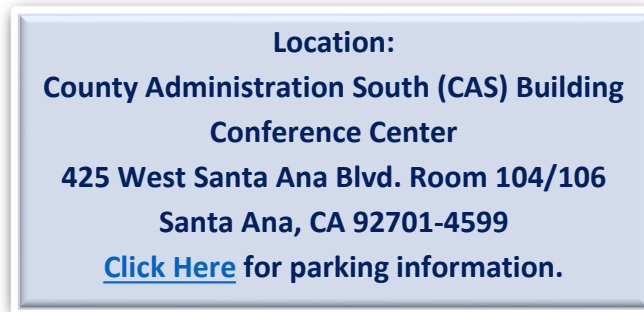 Location:
County Administration South (CAS) Building
Conference Center
425 West Santa Ana Blvd. Room 104/106
Santa Ana, CA 92701-4599
Click Here for parking information.